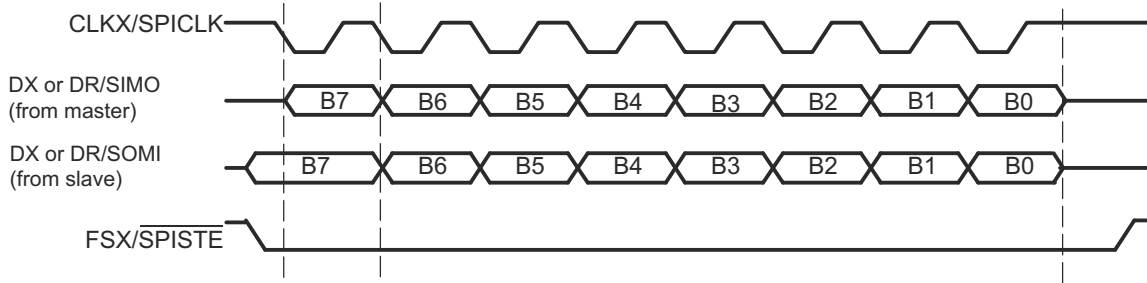 CLKX/SPICLK
DX or DR/SIMO
(from master)
B7 B6 B5 B4 B3 B2 B1 B0
DX or DR/SOMI
(from slave)
B7 B6 B5 B4 B3 B2 B1 B0
FSX/SPISTE